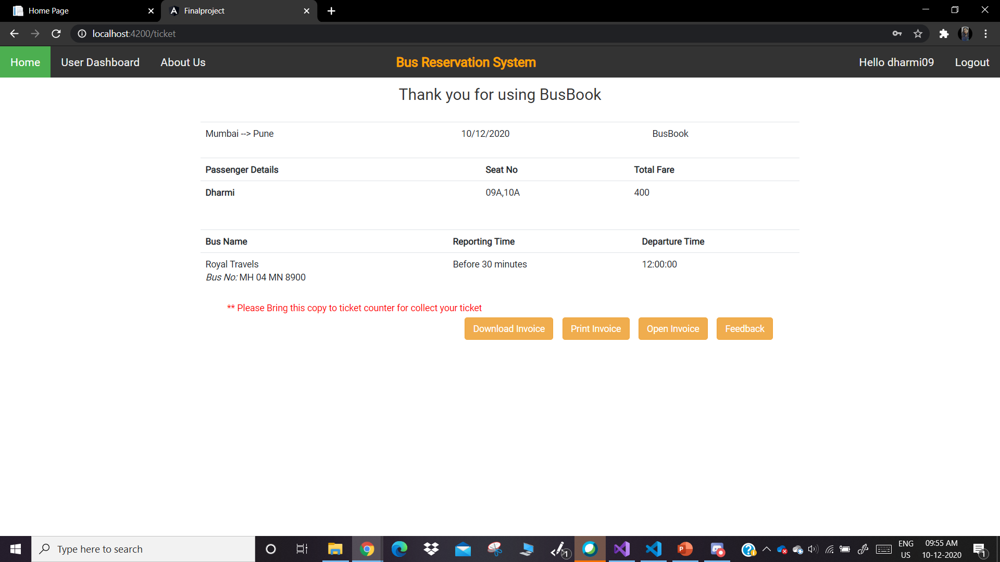 Home Page
Finalproject
localhost:4200/ticket
Home User Dashboard About Us Bus Reservation System Hello dharmi09 Logout
Thank you for using BusBook
Mumbai --> Pune 10/12/2020 BusBook
Passenger Details Seat No Total Fare
Dharmi 09A,10A 400
Bus Name Reporting Time Departure Time
Royal Travels Before 30 minutes 12:00:00
Bus No: MH 04 MN 8900
** Please Bring this copy to ticket counter for collect your ticket
Download Invoice Print Invoice Open Invoice Feedback
Type here to search
1
ENG
US
09:55 AM
10-12-2020
1